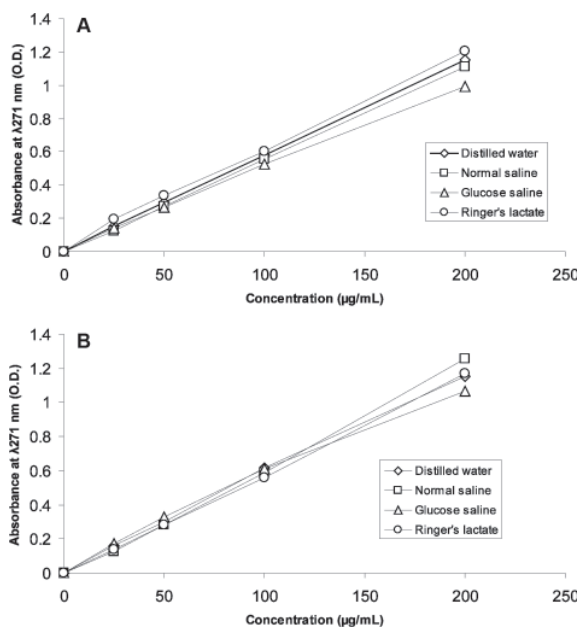 A
1.4
1.2
1
0.8
0.6
0.4
0.2
0
Absorbance at λ271 nm (O.D.)
Distilled water
Normal saline
Glucose saline
Ringer's lactate
0 50 100 150 200 250
Concentration (µg/mL)
B
1.4
1.2
1
0.8
0.6
0.4
0.2
0
Absorbance at λ271 nm (O.D.)
Distilled water
Normal saline
Glucose saline
Ringer's lactate
0 50 100 150 200 250
Concentration (µg/mL)